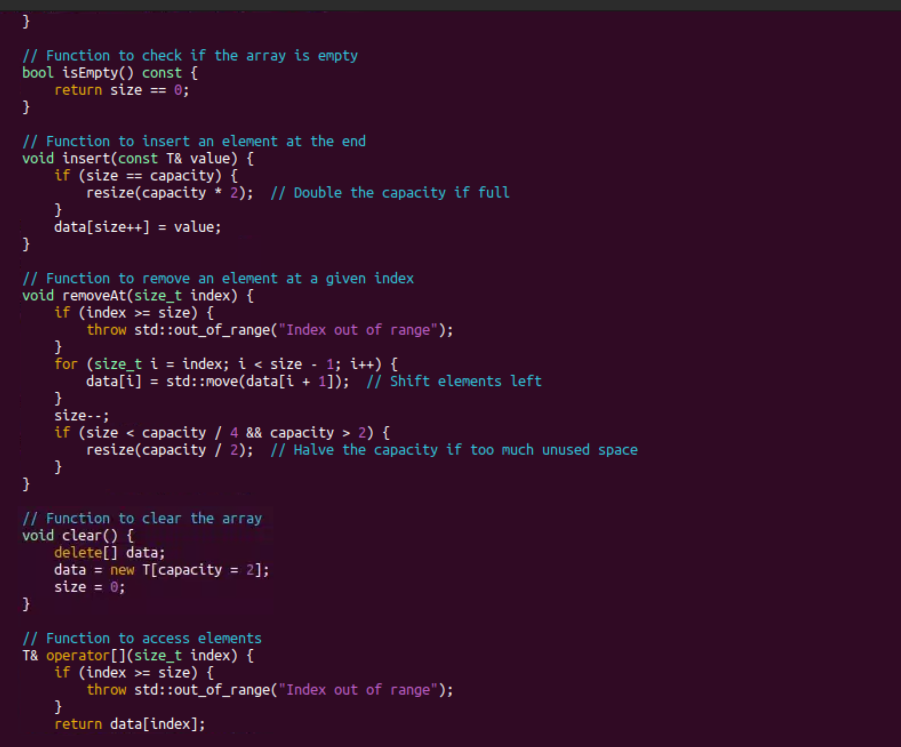 }

// Function to check if the array is empty
bool isEmpty() const {
    return size == 0;
}

// Function to insert an element at the end
void insert(const T& value) {
    if (size == capacity) {
        resize(capacity * 2);  // Double the capacity if full
    }
    data[size++] = value;
}

// Function to remove an element at a given index
void removeAt(size_t index) {
    if (index >= size) {
        throw std::out_of_range("Index out of range");
    }
    for (size_t i = index; i < size - 1; i++) {
        data[i] = std::move(data[i + 1]);  // Shift elements left
    }
    size--;
    if (size < capacity / 4 && capacity > 2) {
        resize(capacity / 2);  // Halve the capacity if too much unused space
    }
}

// Function to clear the array
void clear() {
    delete[] data;
    data = new T[capacity = 2];
    size = 0;
}

// Function to access elements
T& operator[](size_t index) {
    if (index >= size) {
        throw std::out_of_range("Index out of range");
    }
    return data[index];